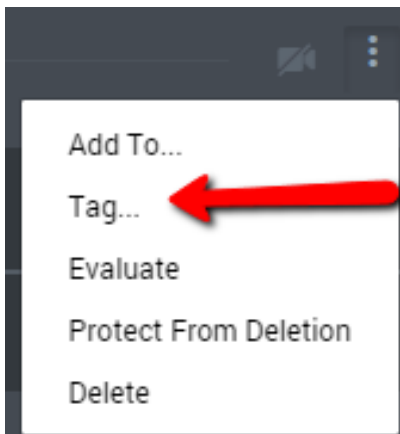 Add To...
Tag...
Evaluate
Protect From Deletion
Delete